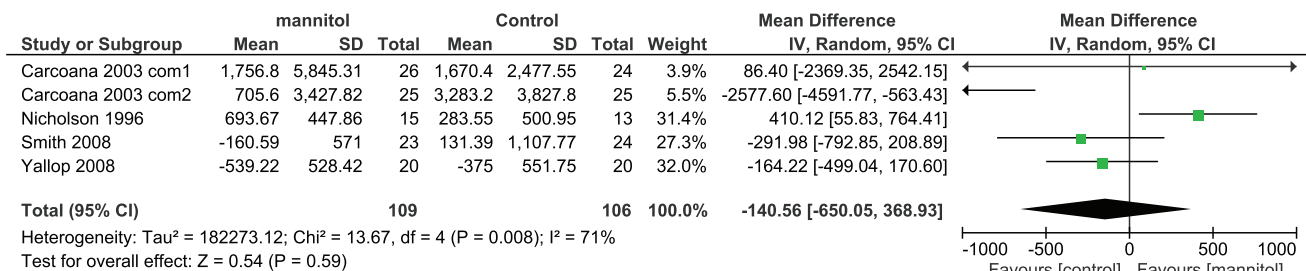 mannitol Control Mean Difference Mean Difference
Study or Subgroup Mean SD Total Mean SD Total Weight IV, Random, 95% CI IV, Random, 95% CI
Carcoana 2003 com1 1,756.8 5,845.31 26 1,670.4 2,477.55 24 3.9% 86.40 [-2369.35, 2542.15]
Carcoana 2003 com2 705.6 3,427.82 25 3,283.2 3,827.8 25 5.5% -2577.60 [-4591.77, -563.43]
Nicholson 1996 693.67 447.86 15 283.55 500.95 13 31.4% 410.12 [55.83, 764.41]
Smith 2008 -160.59 571 23 131.39 1,107.77 24 27.3% -291.98 [-792.85, 208.89]
Yallop 2008 -539.22 528.42 20 -375 551.75 20 32.0% -164.22 [-499.04, 170.60]
Total (95% CI) 109 106 100.0% -140.56 [-650.05, 368.93]
Heterogeneity: Tau² = 182273.12; Chi² = 13.67, df = 4 (P = 0.008); I² = 71%
Test for overall effect: Z = 0.54 (P = 0.59)
-1000 -500 0 500 1000
Favours [control] Favours [mannitol]